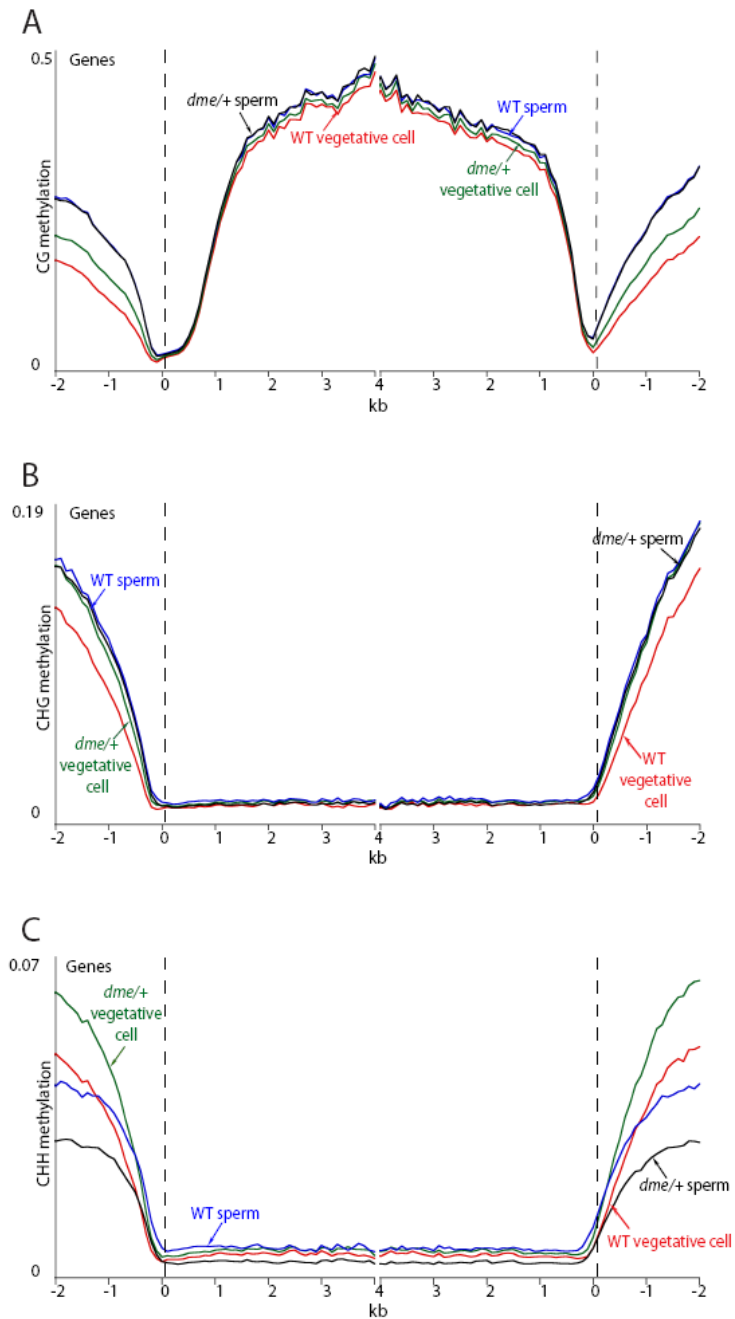 A
0.5
Genes
dme/+ sperm
WT sperm
WT vegetative cell
dme/+
vegetative cell
CG methylation
0
-2 -1 0 1 2 3 4 3 2 1 0 -1 -2
kb
B
0.19
Genes
dme/+ sperm
WT sperm
CHG methylation
dme/+
vegetative
cell
WT
vegetative
cell
0
-2 -1 0 1 2 3 4 3 2 1 0 -1 -2
kb
C
0.07
Genes
dme/+
vegetative
cell
CHH methylation
WT sperm
dme/+ sperm
WT vegetative cell
0
-2 -1 0 1 2 3 4 3 2 1 0 -1 -2
kb